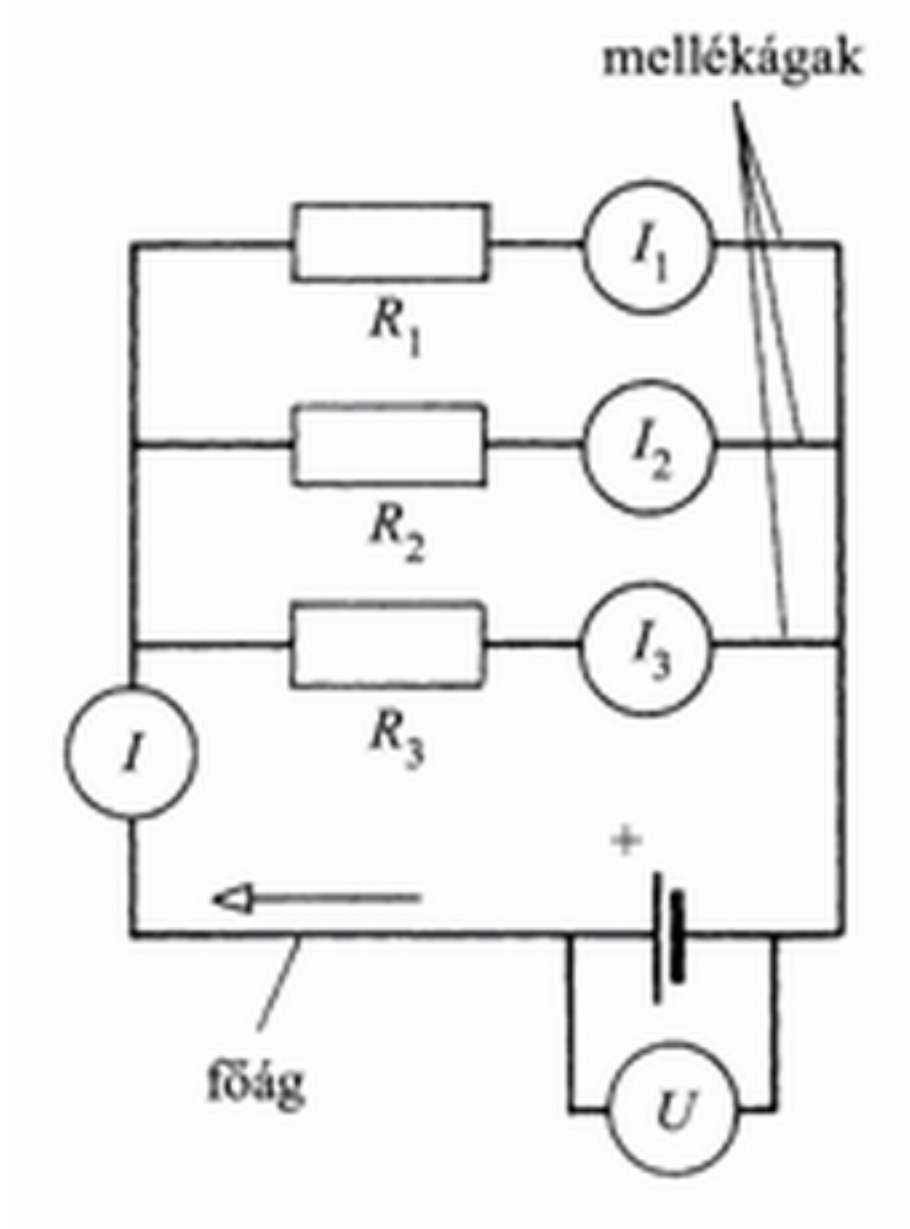 mellékágak
I₁
R₁
I₂
R₂
I₃
R₃
I
+
főág
U